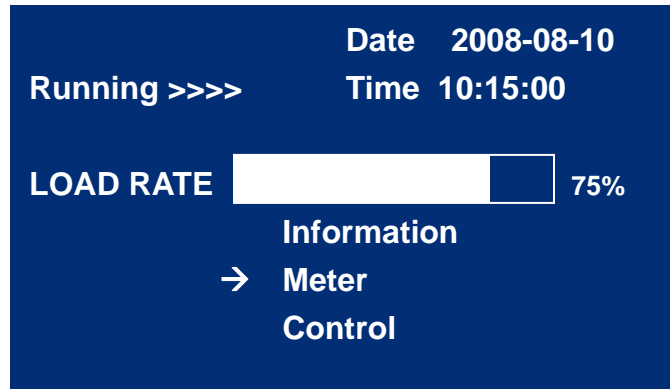 Date 2008-08-10
Running >>>> Time 10:15:00
LOAD RATE 75%
Information
→ Meter
Control